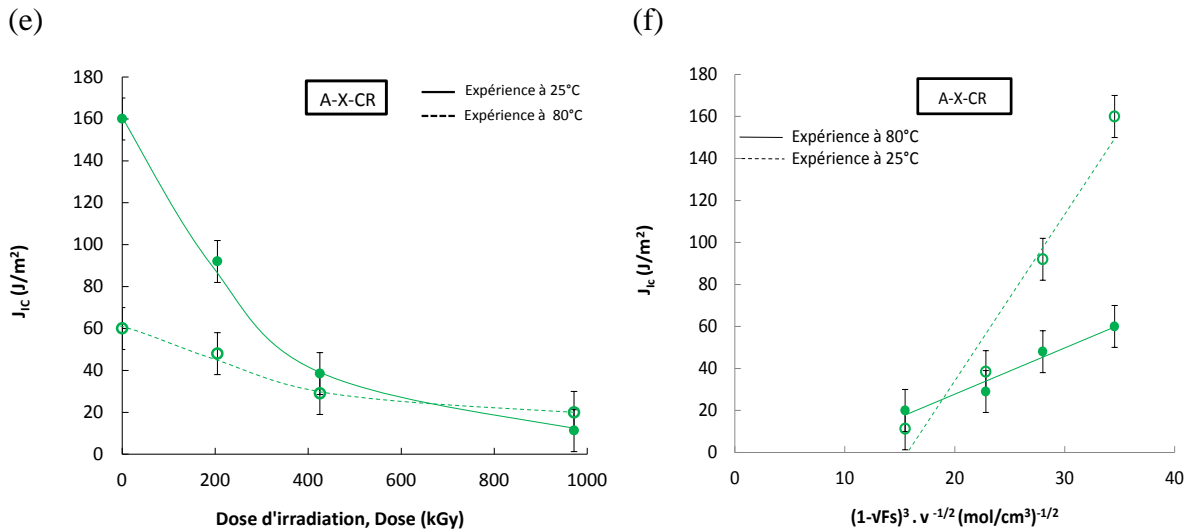 (e)
(f)
A-X-CR
Expérience à 25°C
Expérience à 80°C
J_IC (J/m²)
180
160
140
120
100
80
60
40
20
0
0
200
400
600
800
1000
Dose d'irradiation, Dose (kGy)
A-X-CR
Expérience à 80°C
Expérience à 25°C
J_Ic (J/m²)
180
160
140
120
100
80
60
40
20
0
0
10
20
30
40
(1-√Fs)³ . ν ⁻¹/² (mol/cm³)⁻¹/²